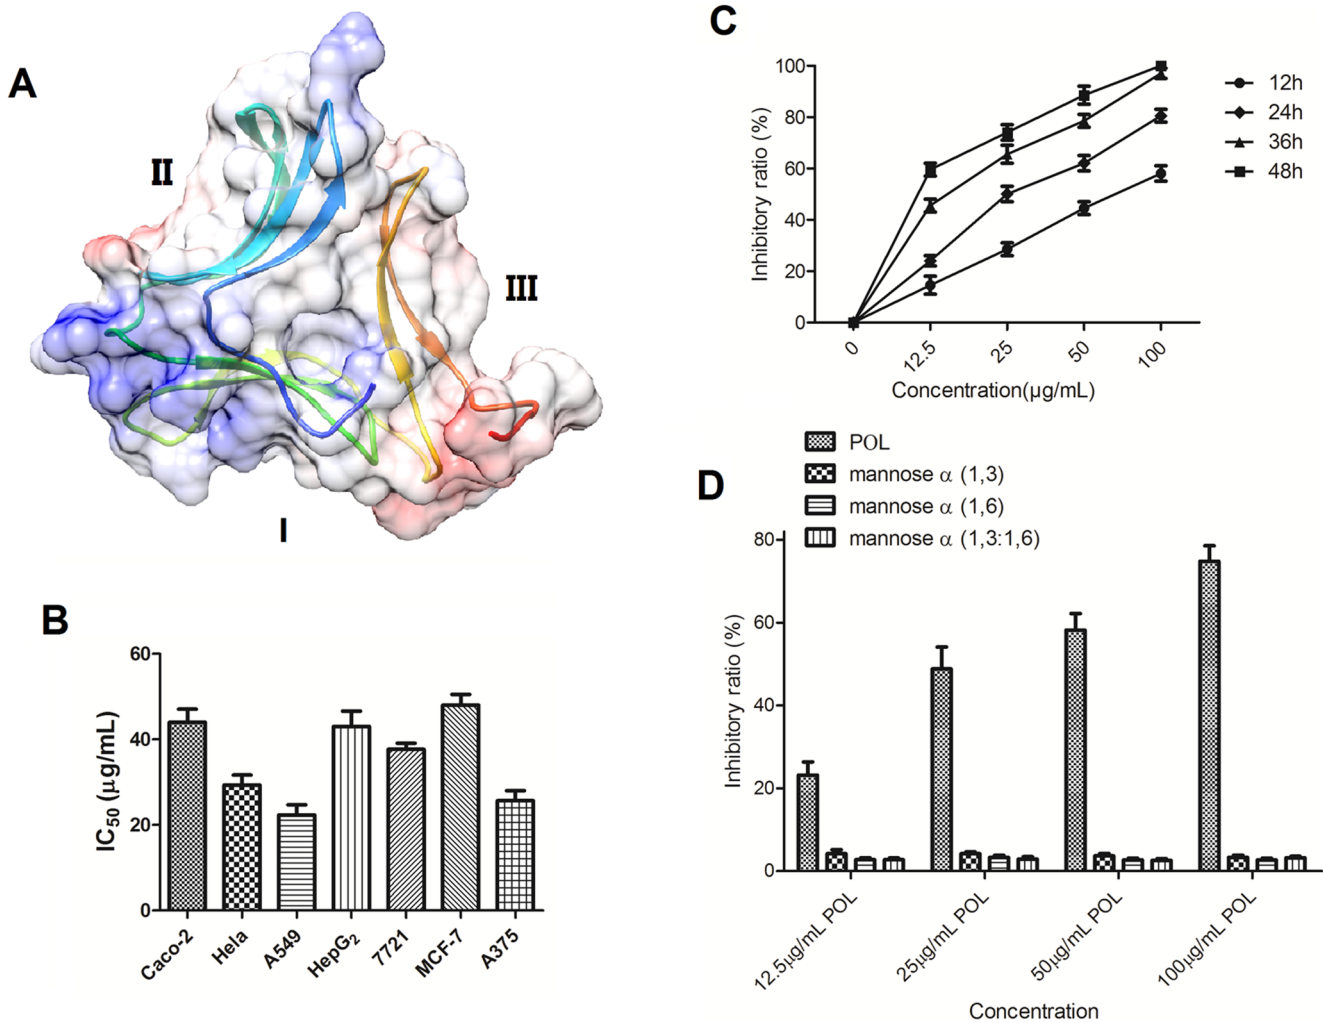 A
II
III
I
B
60
40
20
0
IC50 (μg/mL)
Caco-2
Hela
A549
HepG2
7721
MCF-7
A375
C
100
80
60
40
20
0
Inhibitory ratio (%)
0
12.5
25
50
100
Concentration(μg/mL)
12h
24h
36h
48h
D
POL
mannose α (1,3)
mannose α (1,6)
mannose α (1,3:1,6)
80
60
40
20
0
Inhibitory ratio (%)
12.5μg/mL POL
25μg/mL POL
50μg/mL POL
100μg/mL POL
Concentration